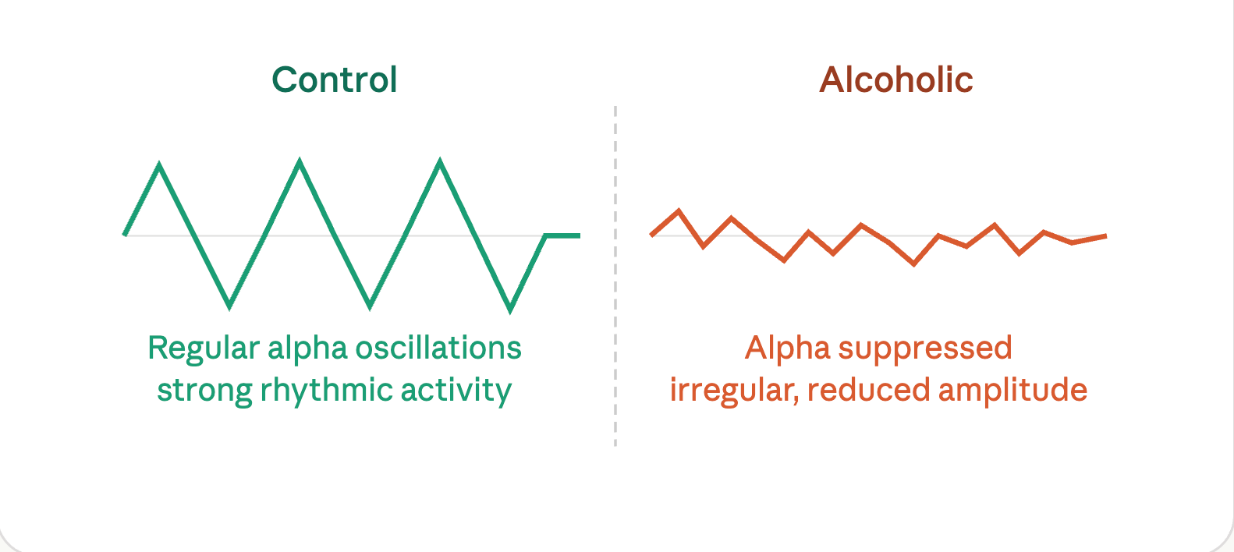 Control
Alcoholic
Regular alpha oscillations
strong rhythmic activity
Alpha suppressed
irregular, reduced amplitude